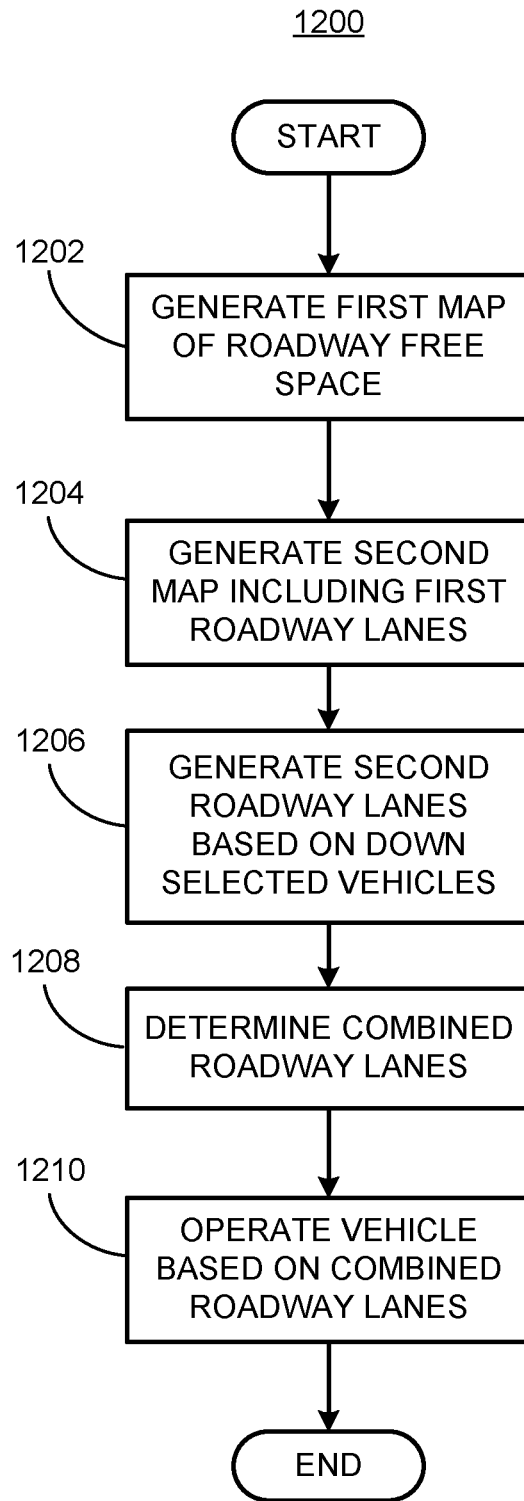 1200
START
1202
GENERATE FIRST MAP
OF ROADWAY FREE
SPACE
1204
GENERATE SECOND
MAP INCLUDING FIRST
ROADWAY LANES
1206
GENERATE SECOND
ROADWAY LANES
BASED ON DOWN
SELECTED VEHICLES
1208
DETERMINE COMBINED
ROADWAY LANES
1210
OPERATE VEHICLE
BASED ON COMBINED
ROADWAY LANES
END